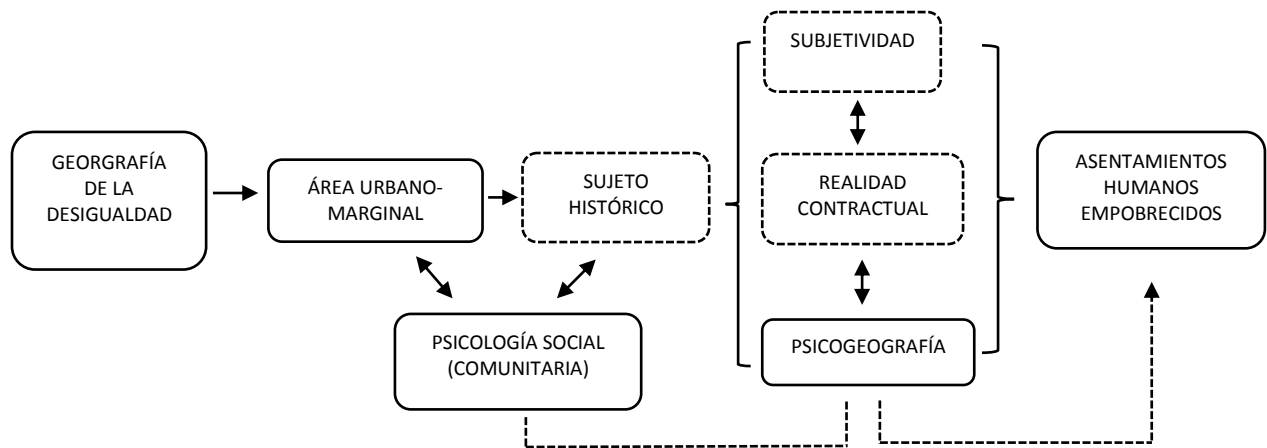 GEORGRAFÍA
DE LA
DESIGUALDAD
ÁREA URBANO-
MARGINAL
SUJETO
HISTÓRICO
PSICOLOGÍA SOCIAL
(COMUNITARIA)
SUBJETIVIDAD
REALIDAD
CONTRACTUAL
PSICOGEOGRAFÍA
ASENTAMIENTOS
HUMANOS
EMPOBRECIDOS